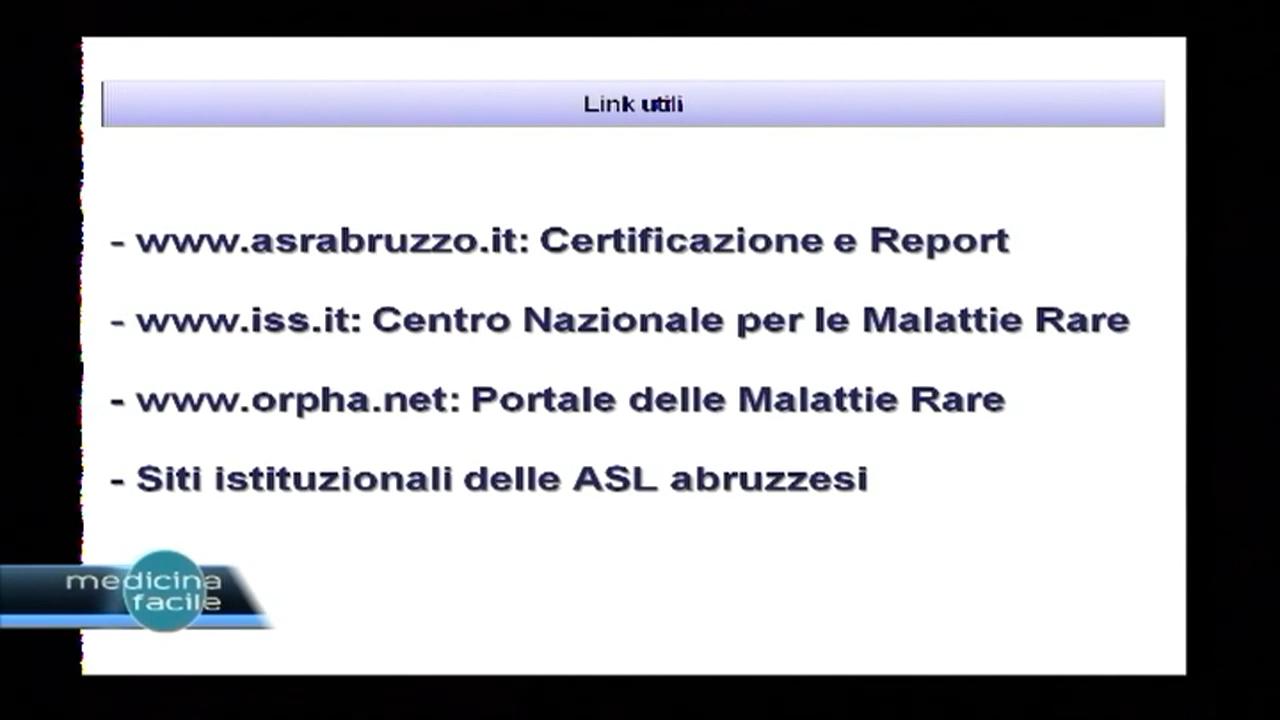 Link utili
- www.asrabruzzo.it: Certificazione e Report
- www.iss.it: Centro Nazionale per le Malattie Rare
- www.orpha.net: Portale delle Malattie Rare
- Siti istituzionali delle ASL abruzzesi
medicina
facile